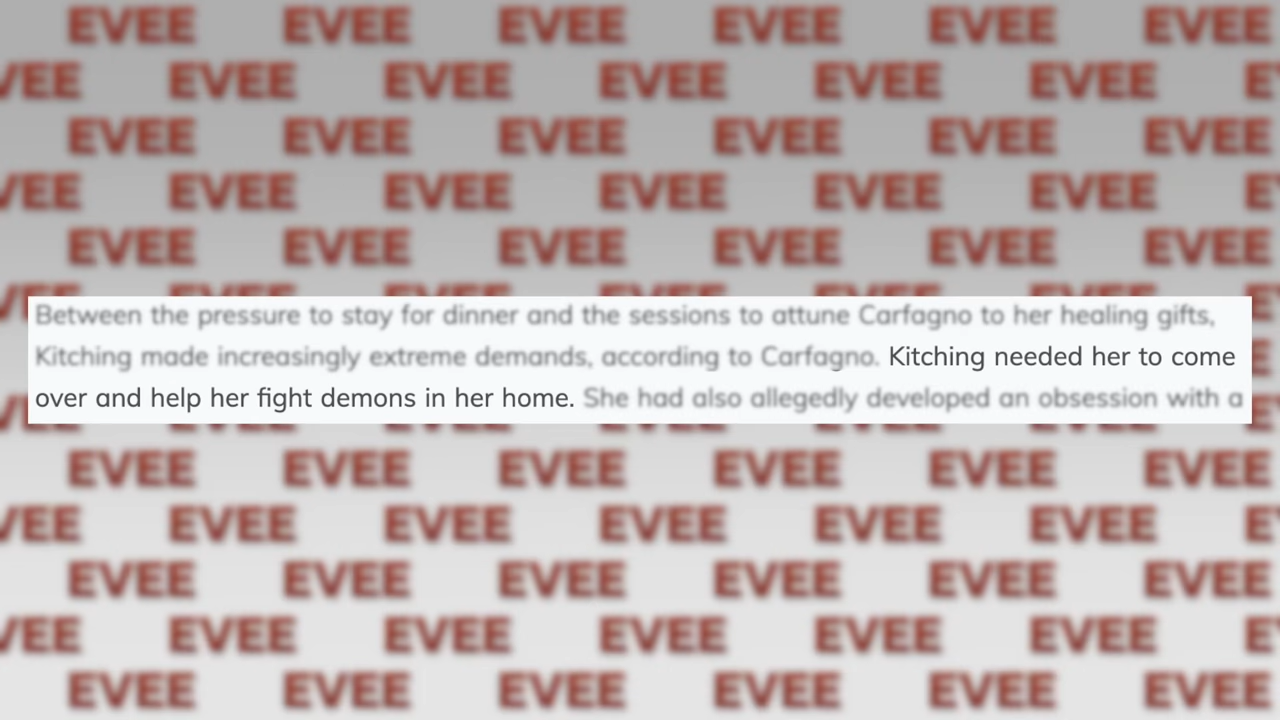 EVEE EVEE EVEE EVEE EVEE EVEE
VEE EVEE EVEE EVEE EVEE EVEE E
EVEE EVEE EVEE EVEE EVEE EVEE
VEE EVEE EVEE EVEE EVEE EVEE E
EVEE EVEE EVEE EVEE EVEE EVEE
Between the pressure to stay for dinner and the sessions to attune Carfagno to her healing gifts,
Kitching made increasingly extreme demands, according to Carfagno. Kitching needed her to come
over and help her fight demons in her home. She had also allegedly developed an obsession with a
EVEE EVEE EVEE EVEE EVEE EVEE
VEE EVEE EVEE EVEE EVEE EVEE E
EVEE EVEE EVEE EVEE EVEE EVEE
VEE EVEE EVEE EVEE EVEE EVEE E
EVEE EVEE EVEE EVEE EVEE EVEE